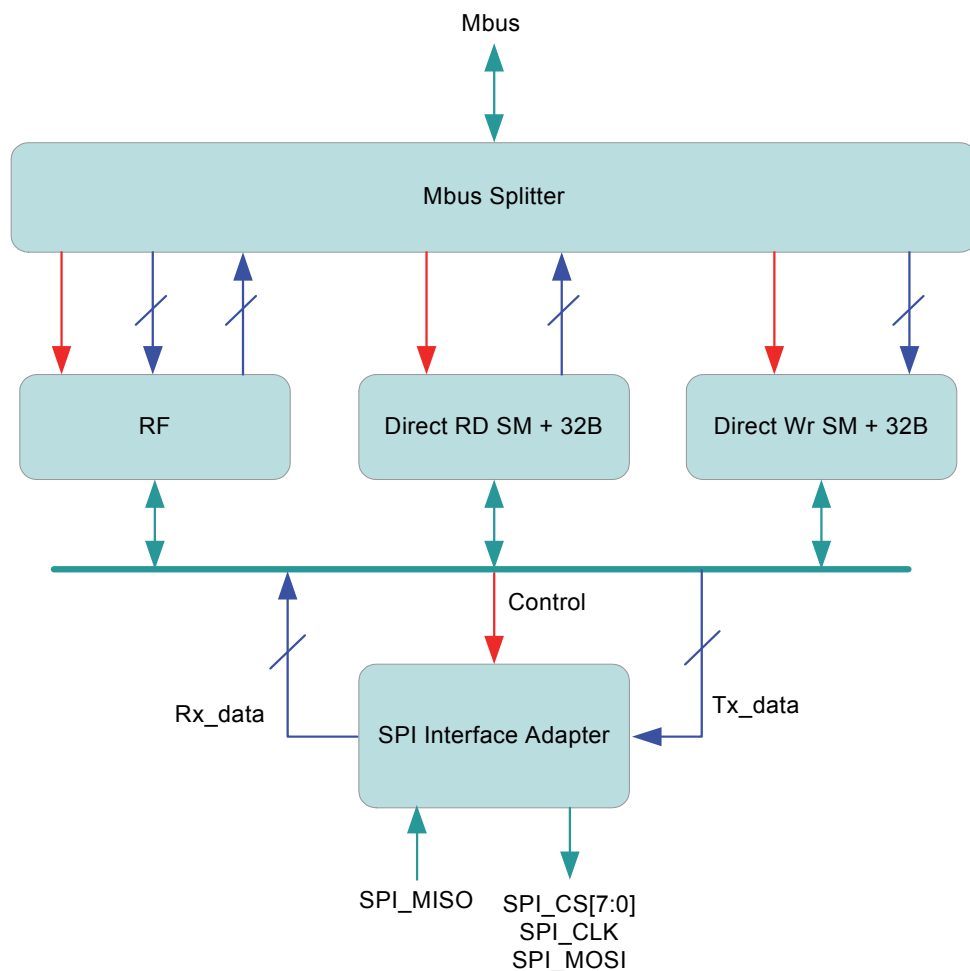 Mbus
Mbus Splitter
RF
Direct RD SM + 32B
Direct Wr SM + 32B
Control
Rx_data
Tx_data
SPI Interface Adapter
SPI_MISO
SPI_CS[7:0]
SPI_CLK
SPI_MOSI